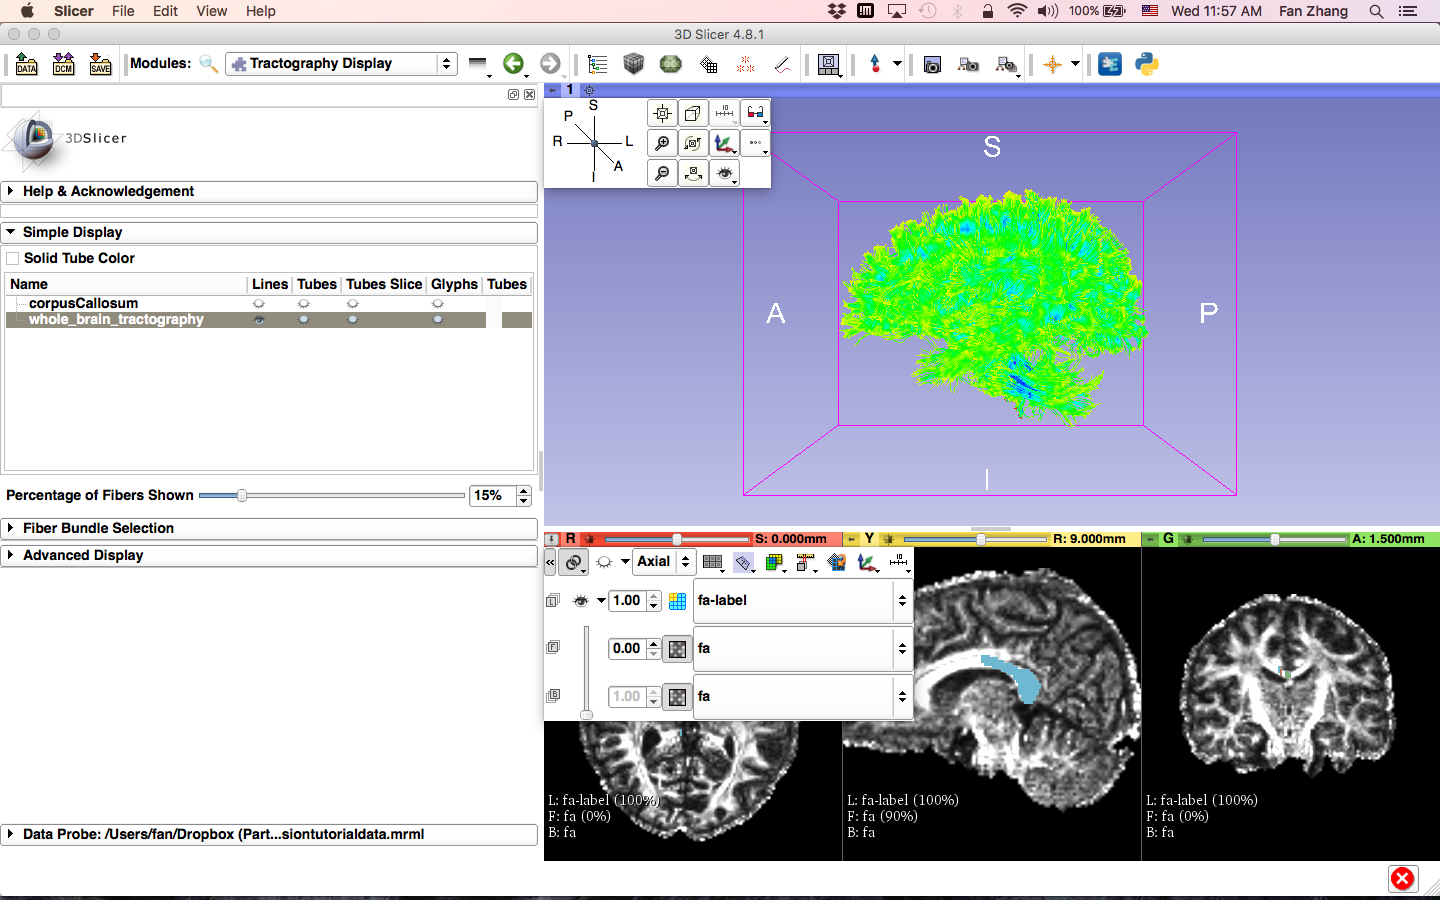 Slicer File Edit View Help 100% Wed 11:57 AM Fan Zhang
3D Slicer 4.8.1
DATA DCM SAVE Modules: Tractography Display
1
S
P
R L
A
I
3DSlicer
Help & Acknowledgement
Simple Display
Solid Tube Color
Name Lines Tubes Tubes Slice Glyphs Tubes
corpusCallosum
whole_brain_tractography
Percentage of Fibers Shown 15%
Fiber Bundle Selection
Advanced Display
Data Probe: /Users/fan/Dropbox (Part...siontutorialdata.mrml
S
A P
I
R S: 0.000mm Y R: 9.000mm G A: 1.500mm
Axial
L 1.00 fa-label
F 0.00 fa
B 1.00 fa
L: fa-label (100%)
F: fa (0%)
B: fa
L: fa-label (100%)
F: fa (90%)
B: fa
L: fa-label (100%)
F: fa (0%)
B: fa